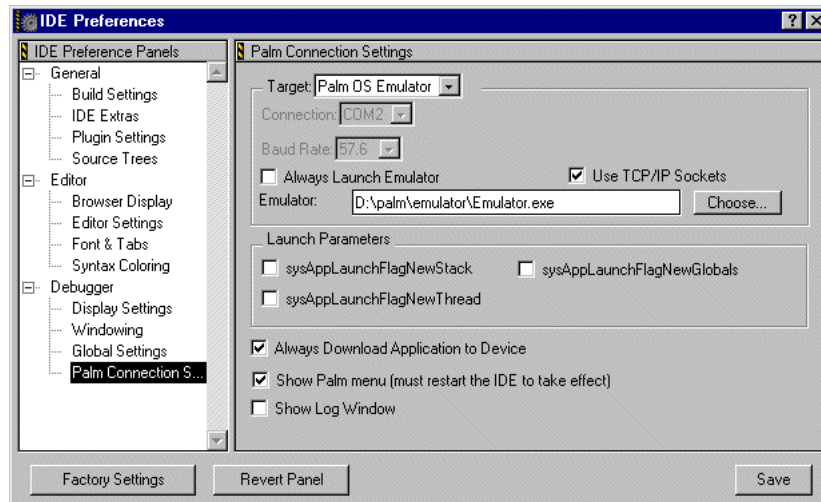 IDE Preferences
IDE Preference Panels
General
Build Settings
IDE Extras
Plugin Settings
Source Trees
Editor
Browser Display
Editor Settings
Font & Tabs
Syntax Coloring
Debugger
Display Settings
Windowing
Global Settings
Palm Connection S...
Palm Connection Settings
Target: Palm OS Emulator
Connection: COM2
Baud Rate: 57.6
Always Launch Emulator Use TCP/IP Sockets
Emulator: D:\palm\emulator\Emulator.exe Choose...
Launch Parameters
sysAppLaunchFlagNewStack sysAppLaunchFlagNewGlobals
sysAppLaunchFlagNewThread
Always Download Application to Device
Show Palm menu (must restart the IDE to take effect)
Show Log Window
Factory Settings Revert Panel Save